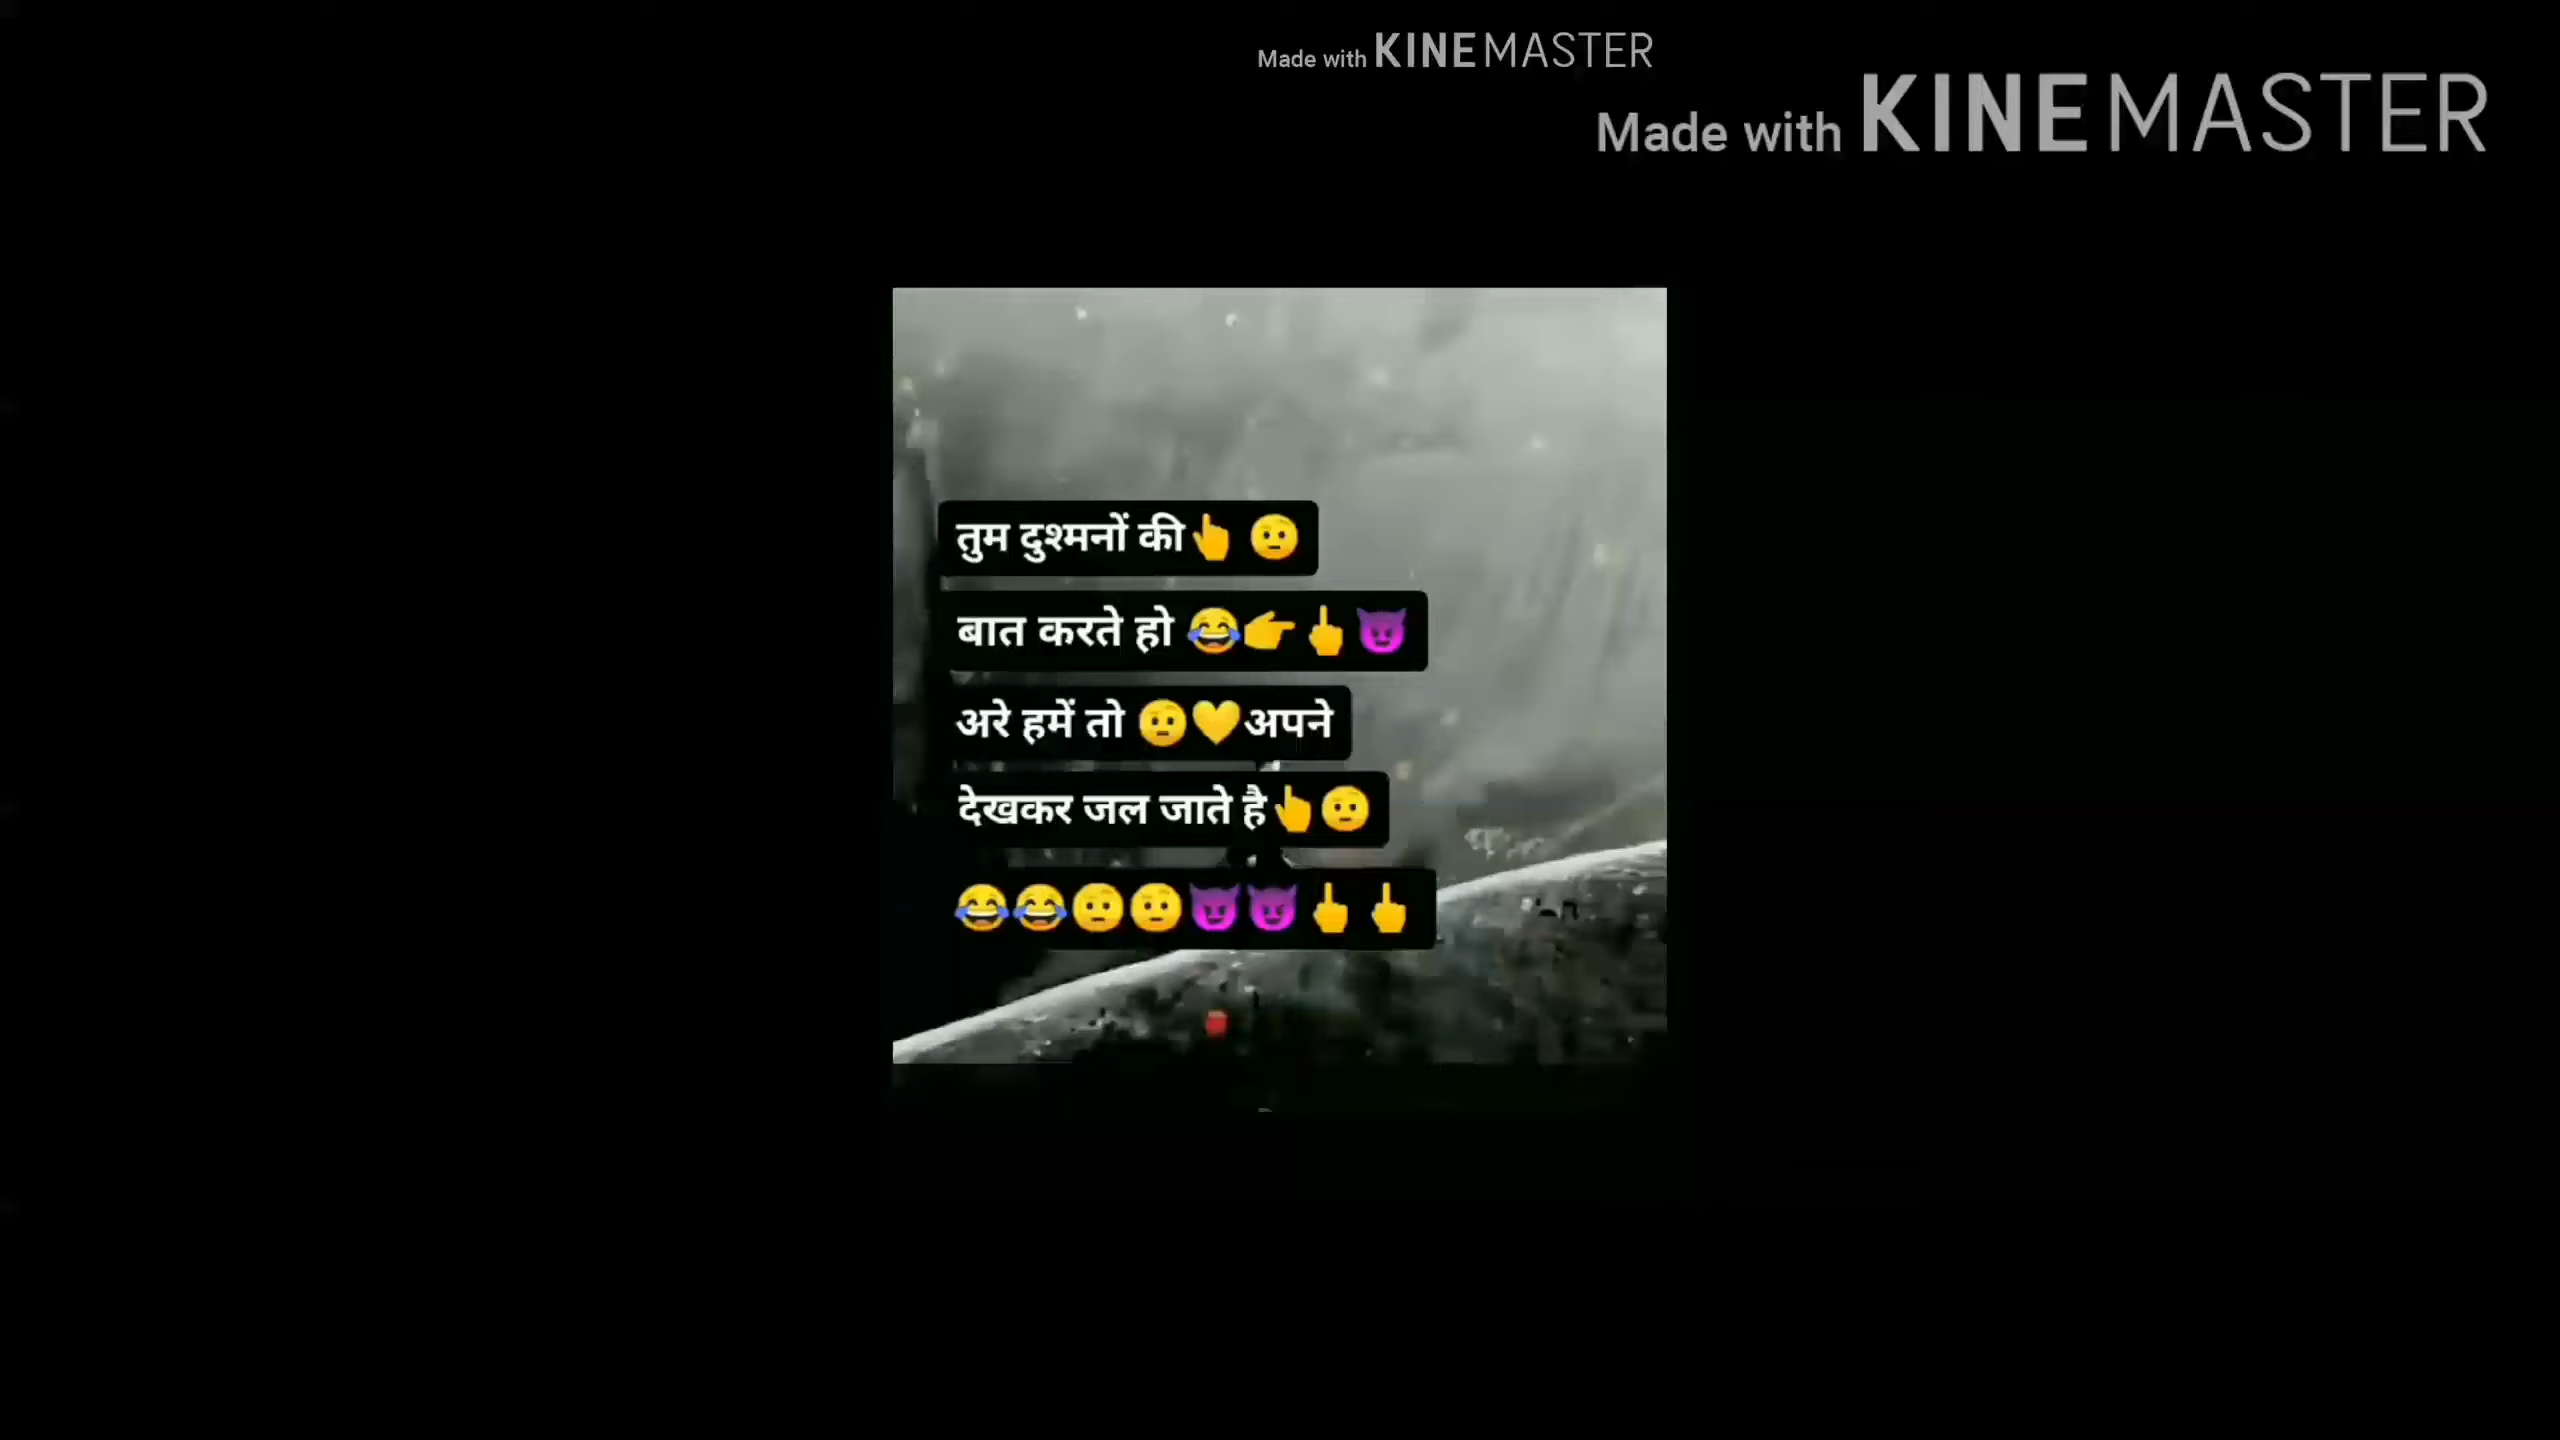 Made with KINEMASTER
Made with KINEMASTER
तुम दुश्मनों की👆 🤨
बात करते हो 😂👉🖕😈
अरे हमें तो 🤨💛अपने
देखकर जल जाते है👆🤨
😂😂🤨🤨😈😈🖕🖕